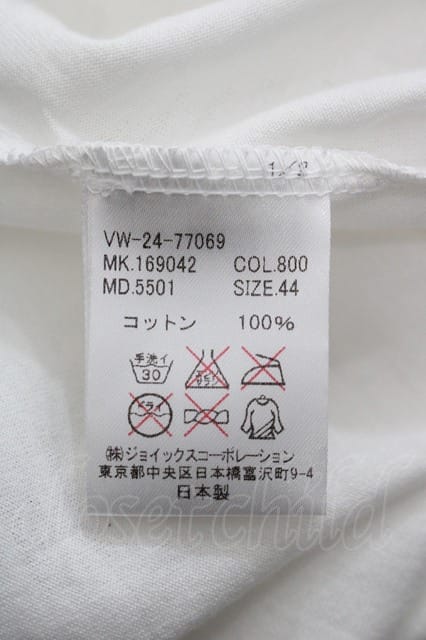 VW-24-77069
MK.169042 COL.800
MD.5501 SIZE.44
コットン 100%
手洗イ
30
ドライ
㈱ジョイックスコーポレーション
東京都中央区日本橋富沢町9-4
日本製
closet child